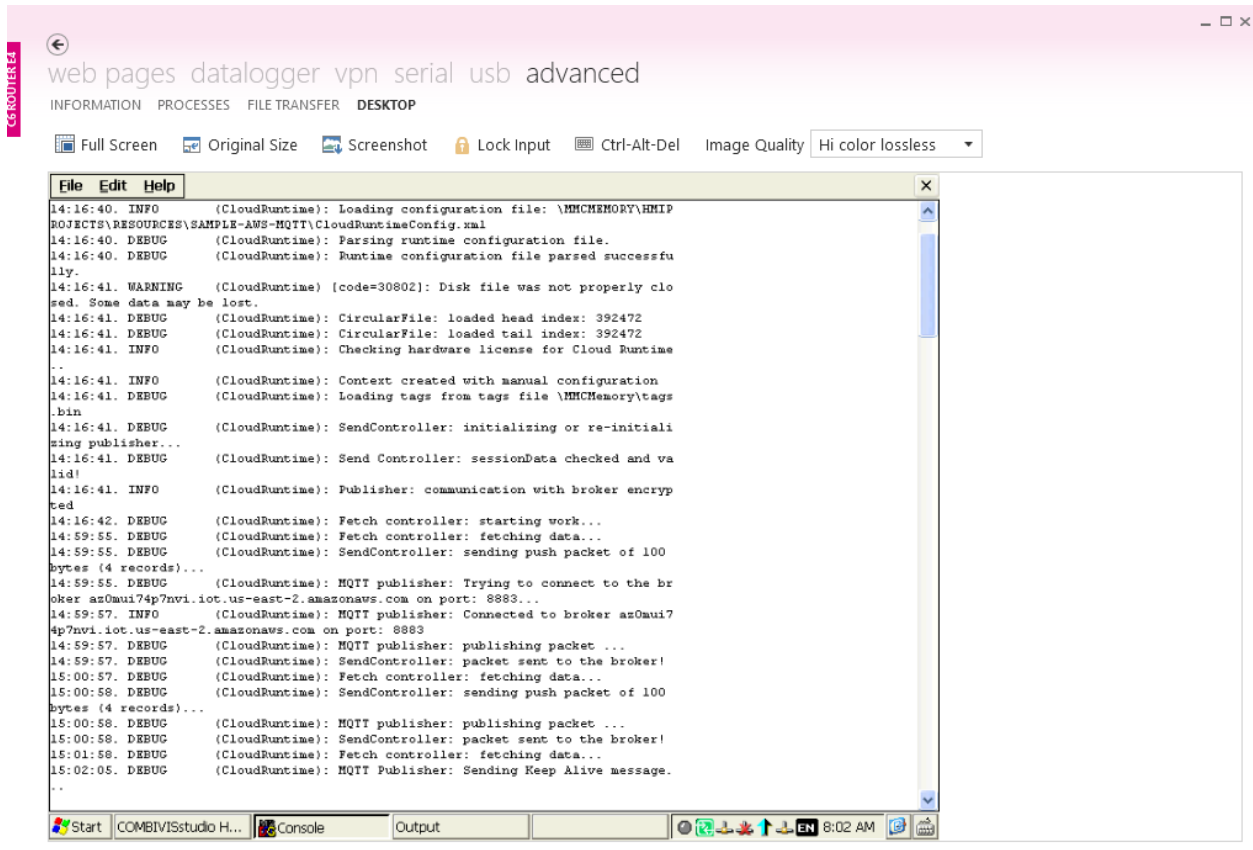 C6 ROUTER E4
web pages datalogger vpn serial usb advanced
INFORMATION PROCESSES FILE TRANSFER DESKTOP
Full Screen Original Size Screenshot Lock Input Ctrl-Alt-Del Image Quality Hi color lossless
File Edit Help
14:16:40. INFO (CloudRuntime): Loading configuration file: \MMCMEMORY\HMIP
ROJECTS\RESOURCES\SAMPLE-AWS-MQTT\CloudRuntimeConfig.xml
14:16:40. DEBUG (CloudRuntime): Parsing runtime configuration file.
14:16:40. DEBUG (CloudRuntime): Runtime configuration file parsed successfu
lly.
14:16:41. WARNING (CloudRuntime) [code=30802]: Disk file was not properly clo
sed. Some data may be lost.
14:16:41. DEBUG (CloudRuntime): CircularFile: loaded head index: 392472
14:16:41. DEBUG (CloudRuntime): CircularFile: loaded tail index: 392472
14:16:41. INFO (CloudRuntime): Checking hardware license for Cloud Runtime
..
14:16:41. INFO (CloudRuntime): Context created with manual configuration
14:16:41. DEBUG (CloudRuntime): Loading tags from tags file \MMCMemory\tags
.bin
14:16:41. DEBUG (CloudRuntime): SendController: initializing or re-initiali
zing publisher...
14:16:41. DEBUG (CloudRuntime): Send Controller: sessionData checked and va
lid!
14:16:41. INFO (CloudRuntime): Publisher: communication with broker encryp
ted
14:16:42. DEBUG (CloudRuntime): Fetch controller: starting work...
14:59:55. DEBUG (CloudRuntime): Fetch controller: fetching data...
14:59:55. DEBUG (CloudRuntime): SendController: sending push packet of 100
bytes (4 records)...
14:59:55. DEBUG (CloudRuntime): MQTT publisher: Trying to connect to the br
oker az0mui74p7nvi.iot.us-east-2.amazonaws.com on port: 8883...
14:59:57. INFO (CloudRuntime): MQTT publisher: Connected to broker az0mui7
4p7nvi.iot.us-east-2.amazonaws.com on port: 8883
14:59:57. DEBUG (CloudRuntime): MQTT publisher: publishing packet ...
14:59:57. DEBUG (CloudRuntime): SendController: packet sent to the broker!
15:00:57. DEBUG (CloudRuntime): Fetch controller: fetching data...
15:00:58. DEBUG (CloudRuntime): SendController: sending push packet of 100
bytes (4 records)...
15:00:58. DEBUG (CloudRuntime): MQTT publisher: publishing packet ...
15:00:58. DEBUG (CloudRuntime): SendController: packet sent to the broker!
15:01:58. DEBUG (CloudRuntime): Fetch controller: fetching data...
15:02:05. DEBUG (CloudRuntime): MQTT Publisher: Sending Keep Alive message.
..
Start COMBIVISstudio H... Console Output EN 8:02 AM